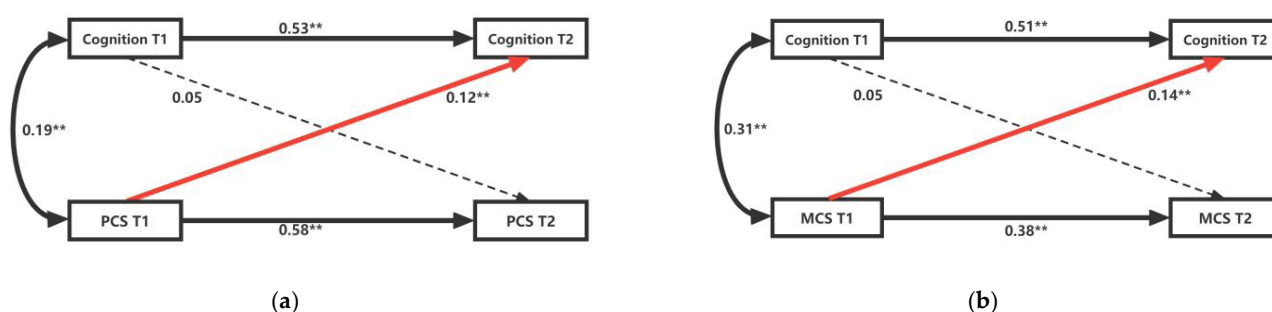 Cognition T1
0.53**
Cognition T2
0.05
0.12**
0.19**
PCS T1
0.58**
PCS T2
(a)
Cognition T1
0.51**
Cognition T2
0.05
0.14**
0.31**
MCS T1
0.38**
MCS T2
(b)